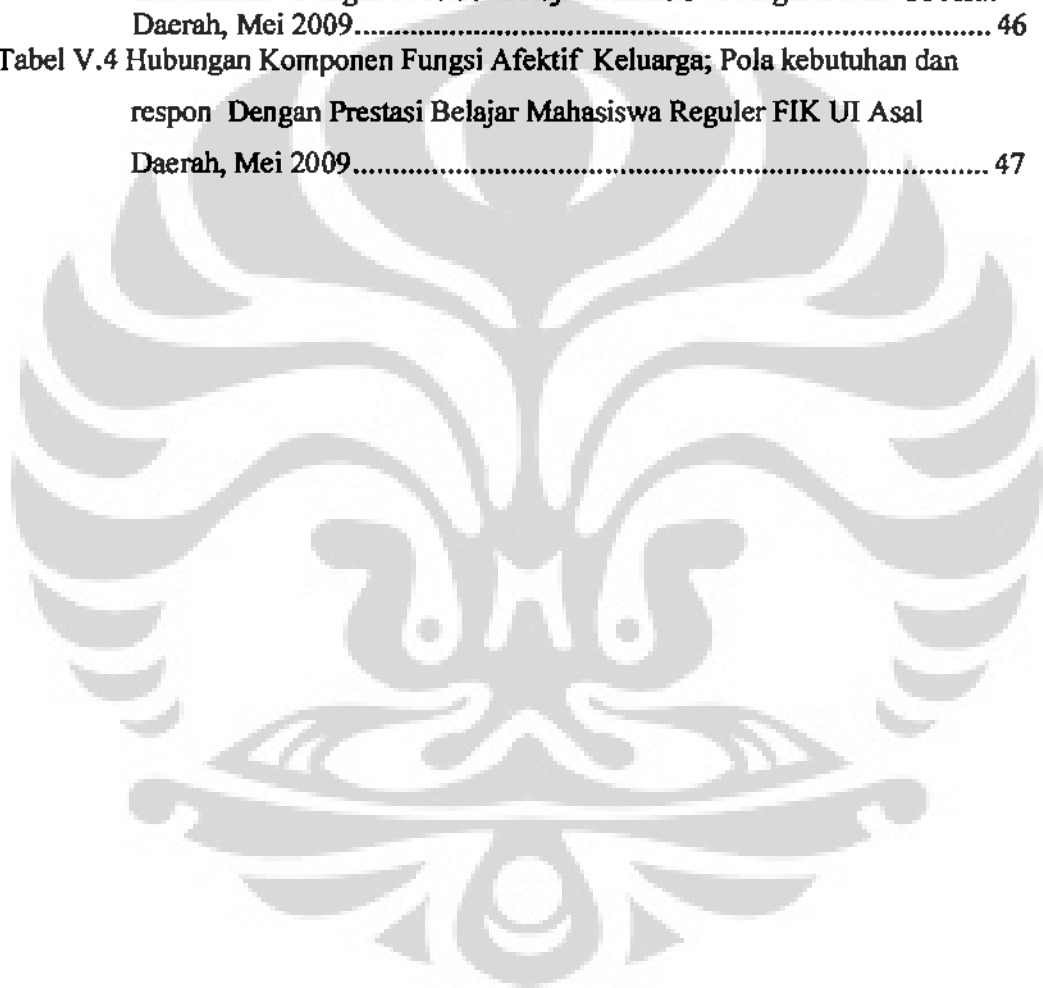 Daerah, Mei 2009.......................................................................................... 46
Tabel V.4 Hubungan Komponen Fungsi Afektif Keluarga; Pola kebutuhan dan
respon Dengan Prestasi Belajar Mahasiswa Reguler FIK UI Asal
Daerah, Mei 2009.......................................................................................... 47